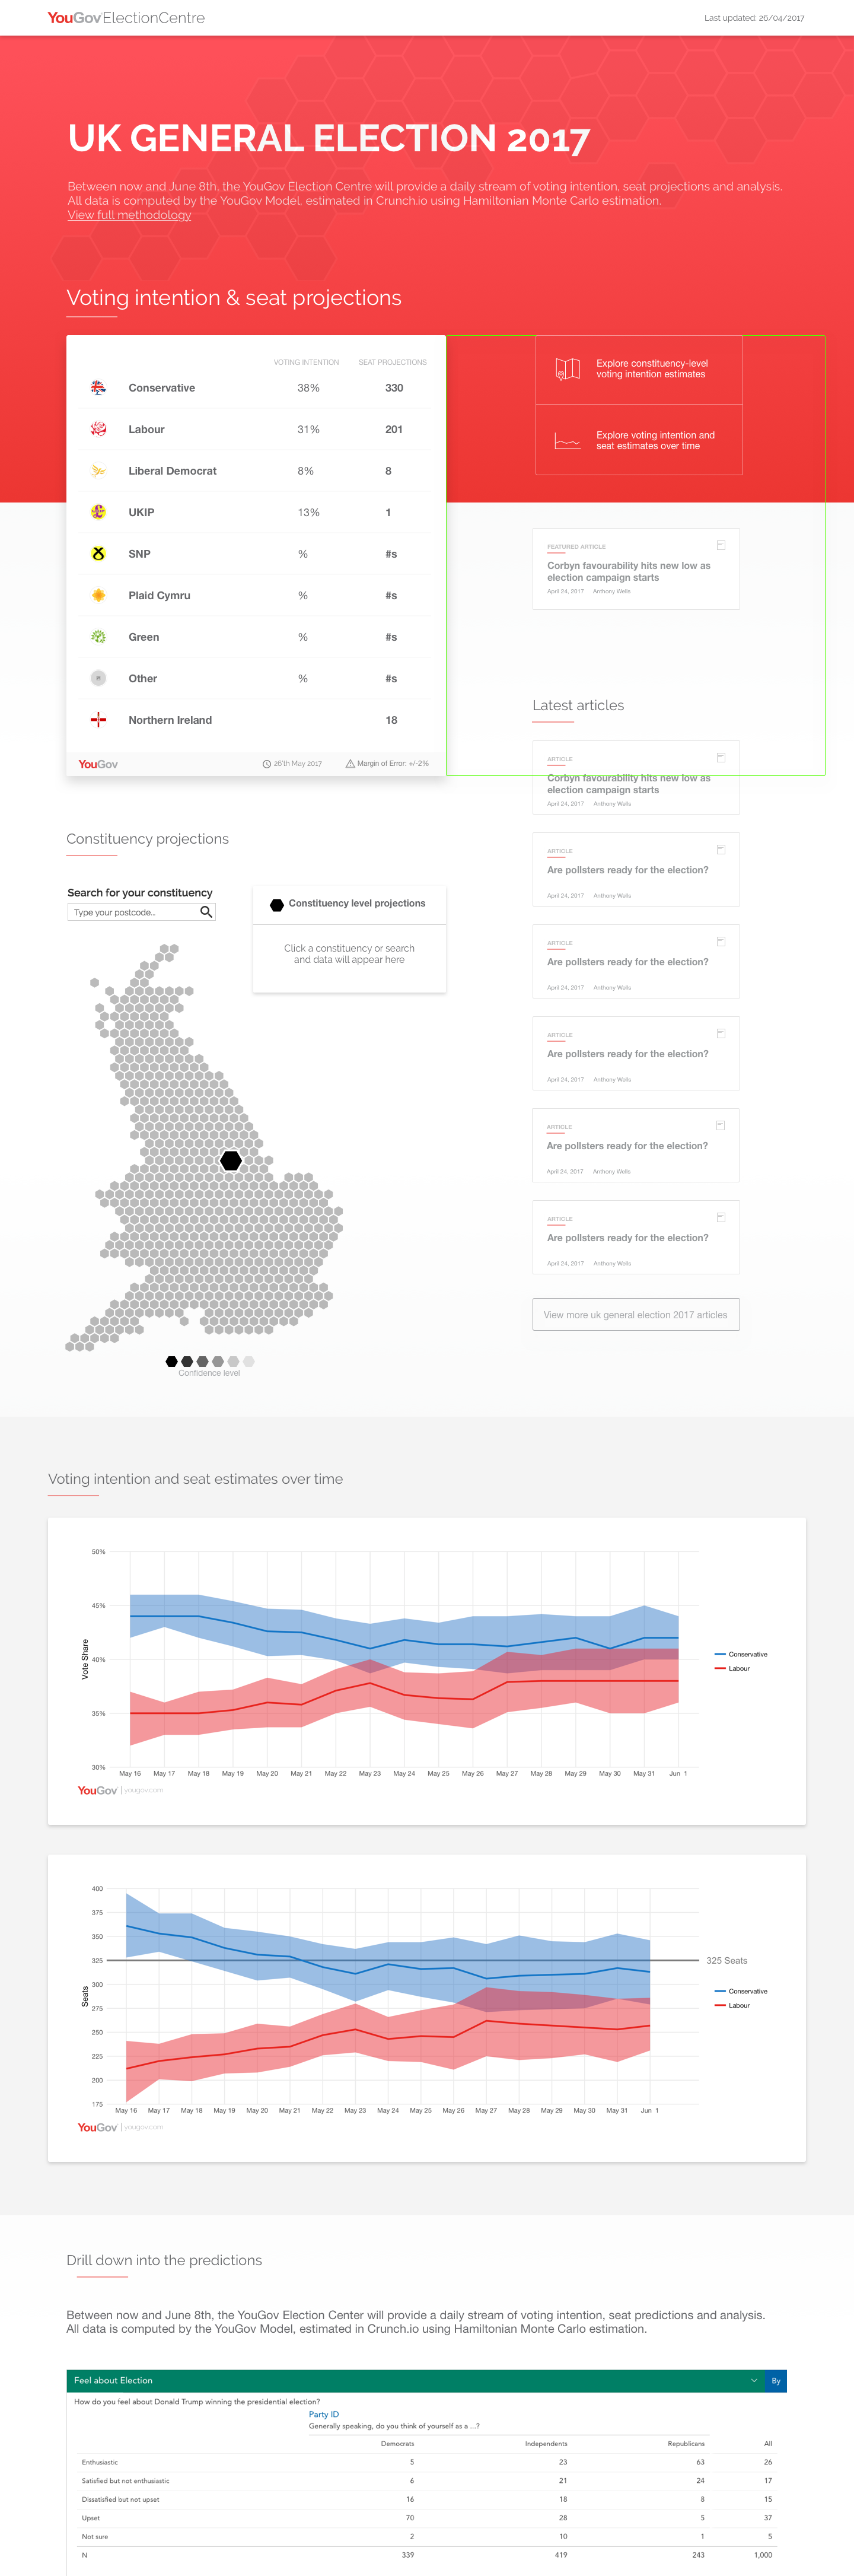 YouGov ElectionCentre
Last updated: 26/04/2017
UK GENERAL ELECTION 2017
Between now and June 8th, the YouGov Election Centre will provide a daily stream of voting intention, seat projections and analysis.
All data is computed by the YouGov Model, estimated in Crunch.io using Hamiltonian Monte Carlo estimation.
View full methodology
Voting intention & seat projections
VOTING INTENTION SEAT PROJECTIONS
Conservative 38% 330
Labour 31% 201
Liberal Democrat 8% 8
UKIP 13% 1
SNP % #s
Plaid Cymru % #s
Green % #s
Other % #s
Northern Ireland 18
YouGov 26'th May 2017 Margin of Error: +/-2%
Explore constituency-level
voting intention estimates
Explore voting intention and
seat estimates over time
FEATURED ARTICLE
Corbyn favourability hits new low as
election campaign starts
April 24, 2017 Anthony Wells
Latest articles
ARTICLE
Corbyn favourability hits new low as
election campaign starts
April 24, 2017 Anthony Wells
ARTICLE
Are pollsters ready for the election?
April 24, 2017 Anthony Wells
ARTICLE
Are pollsters ready for the election?
April 24, 2017 Anthony Wells
ARTICLE
Are pollsters ready for the election?
April 24, 2017 Anthony Wells
ARTICLE
Are pollsters ready for the election?
April 24, 2017 Anthony Wells
ARTICLE
Are pollsters ready for the election?
April 24, 2017 Anthony Wells
View more uk general election 2017 articles
Constituency projections
Search for your constituency
Type your postcode..
Constituency level projections
Click a constituency or search
and data will appear here
Confidence level
Voting intention and seat estimates over time
50%
45%
40%
35%
30%
Vote Share
May 16 May 17 May 18 May 19 May 20 May 21 May 22 May 23 May 24 May 25 May 26 May 27 May 28 May 29 May 30 May 31 Jun 1
Conservative
Labour
YouGov | yougov.com
400
375
350
325
300
275
250
225
200
175
Seats
325 Seats
Conservative
Labour
May 16 May 17 May 18 May 19 May 20 May 21 May 22 May 23 May 24 May 25 May 26 May 27 May 28 May 29 May 30 May 31 Jun 1
YouGov | yougov.com
Drill down into the predictions
Between now and June 8th, the YouGov Election Center will provide a daily stream of voting intention, seat predictions and analysis.
All data is computed by the YouGov Model, estimated in Crunch.io using Hamiltonian Monte Carlo estimation.
Feel about Election By
How do you feel about Donald Trump winning the presidential election?
Party ID
Generally speaking, do you think of yourself as a ...?
Democrats Independents Republicans All
Enthusiastic 5 23 63 26
Satisfied but not enthusiastic 6 21 24 17
Dissatisfied but not upset 16 18 8 15
Upset 70 28 5 37
Not sure 2 10 1 5
N 339 419 243 1,000